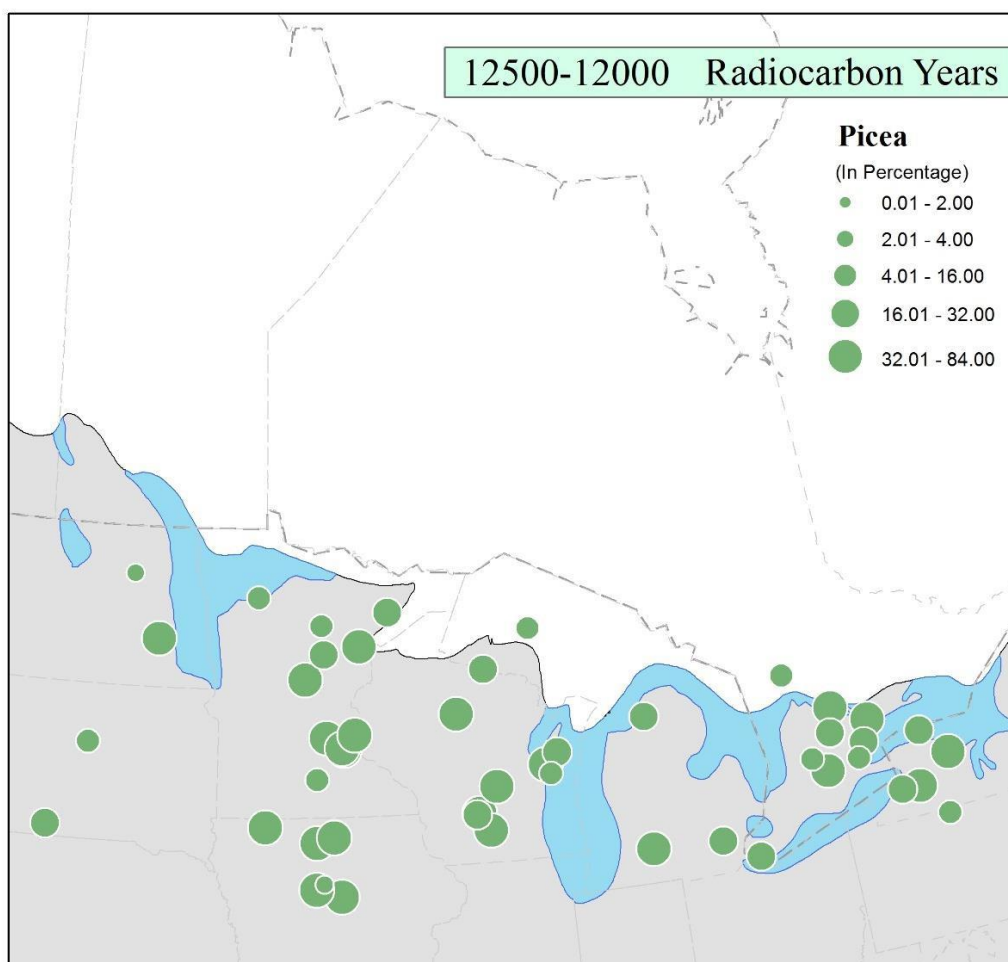 12500-12000 Radiocarbon Years
Picea
(In Percentage)
0.01 - 2.00
2.01 - 4.00
4.01 - 16.00
16.01 - 32.00
32.01 - 84.00